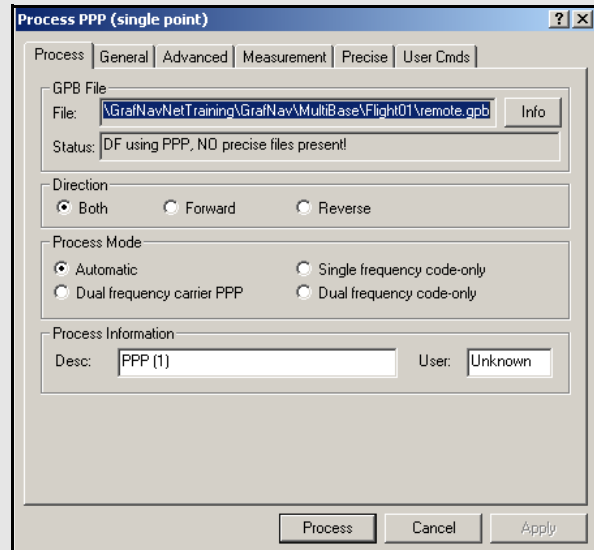 Process PPP (single point)
Process General Advanced Measurement Precise User Cmds
GPB File
File: \GrafNavNetTraining\GrafNav\MultiBase\Flight01\remote.gpb Info
Status: DF using PPP, NO precise files present!
Direction
Both Forward Reverse
Process Mode
Automatic Single frequency code-only
Dual frequency carrier PPP Dual frequency code-only
Process Information
Desc: PPP (1) User: Unknown
Process Cancel Apply